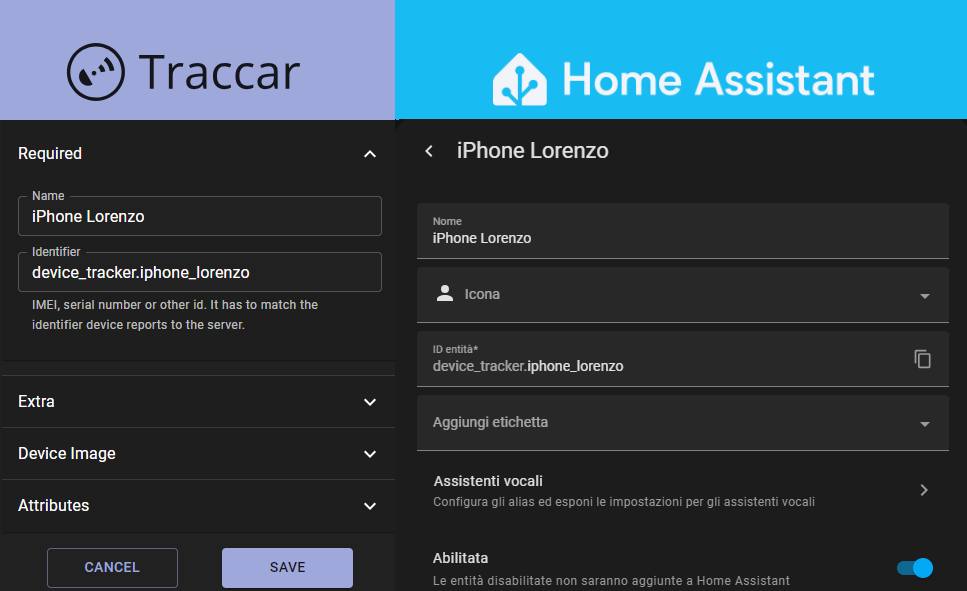 Traccar
Required
Name
iPhone Lorenzo
Identifier
device_tracker.iphone_lorenzo
IMEI, serial number or other id. It has to match the
identifier device reports to the server.
Extra
Device Image
Attributes
CANCEL
SAVE
Home Assistant
iPhone Lorenzo
Nome
iPhone Lorenzo
Icona
ID entità*
device_tracker.iphone_lorenzo
Aggiungi etichetta
Assistenti vocali
Configura gli alias ed esponi le impostazioni per gli assistenti vocali
Abilitata
Le entità disabilitate non saranno aggiunte a Home Assistant